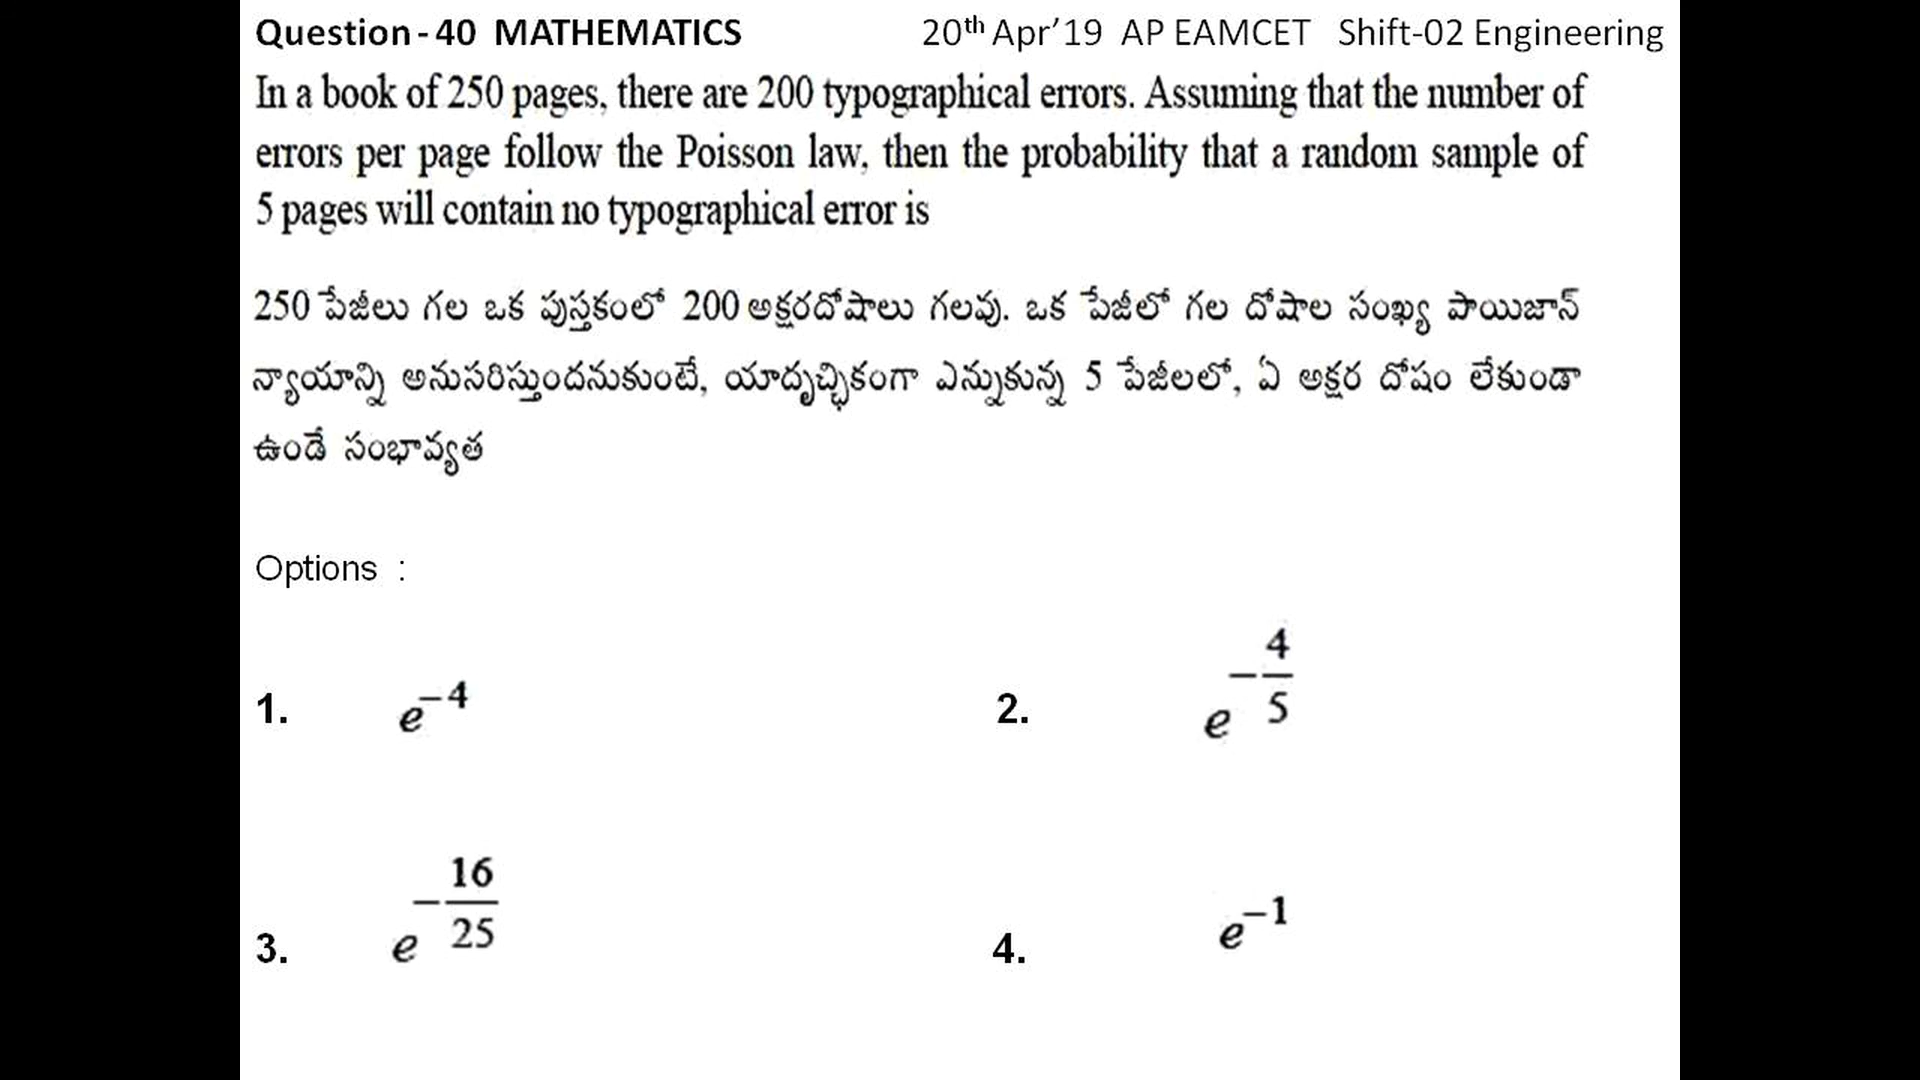 Question - 40 MATHEMATICS 20th Apr’19 AP EAMCET Shift-02 Engineering
In a book of 250 pages, there are 200 typographical errors. Assuming that the number of
errors per page follow the Poisson law, then the probability that a random sample of
5 pages will contain no typographical error is
250 పేజీలు గల ఒక పుస్తకంలో 200 అక్షరదోషాలు గలవు. ఒక పేజీలో గల దోషాల సంఖ్య పాయిజాన్
న్యాయాన్ని అనుసరిస్తుందనుకుంటే, యాదృచ్ఛికంగా ఎన్నుకున్న 5 పేజీలలో, ఏ అక్షర దోషం లేకుండా
ఉండే సంభావ్యత
Options :
1. e^{-4} 2. e^{-4/5}
3. e^{-16/25} 4. e^{-1}